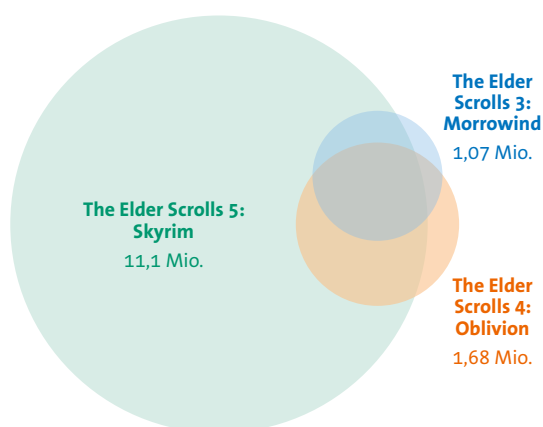 The Elder
Scrolls 3:
Morrowind
1,07 Mio.
The Elder Scrolls 5:
Skyrim
11,1 Mio.
The Elder
Scrolls 4:
Oblivion
1,68 Mio.